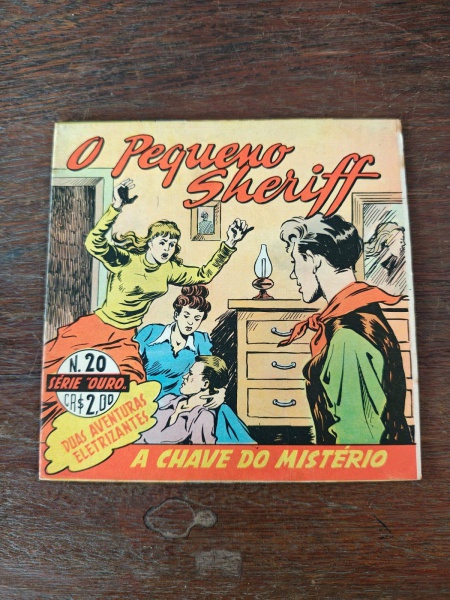 O Pequeno
Sheriff
N. 20
SÉRIE "OURO.
CR$ 2,00
DUAS AVENTURAS
ELETRIZANTES
A CHAVE DO MISTÉRIO